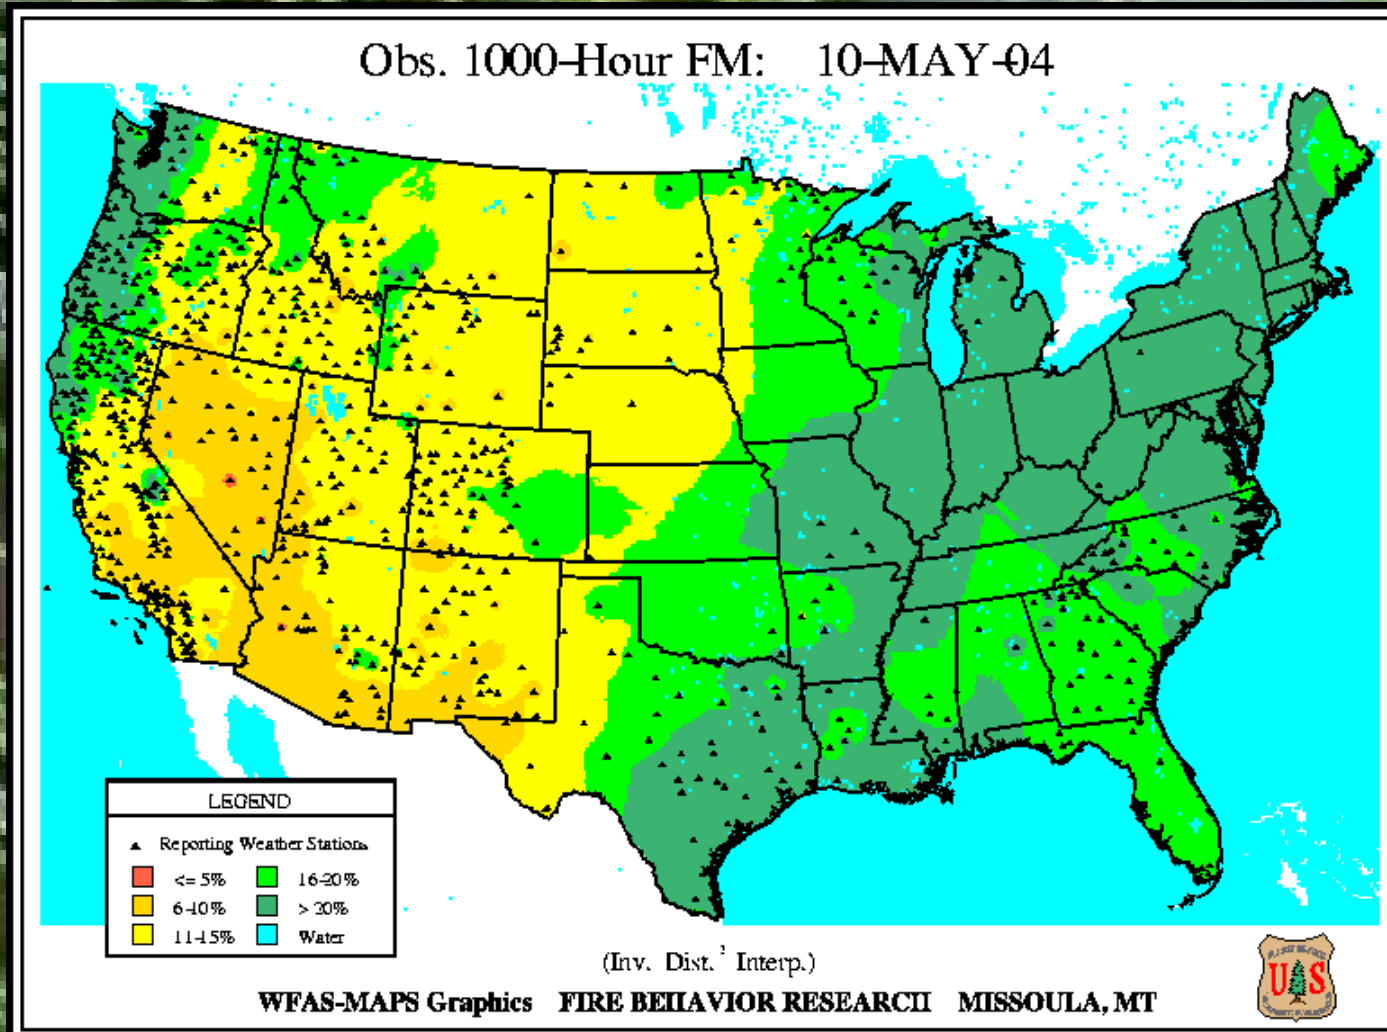 Obs. 1000-Hour FM: 10-MAY-04
LEGEND
Reporting Weather Stations
<= 5%
16-20%
6-10%
> 20%
11-15%
Water
(Inv. Dist.² Interp.)
WFAS-MAPS Graphics FIRE BEHAVIOR RESEARCH MISSOULA, MT
US